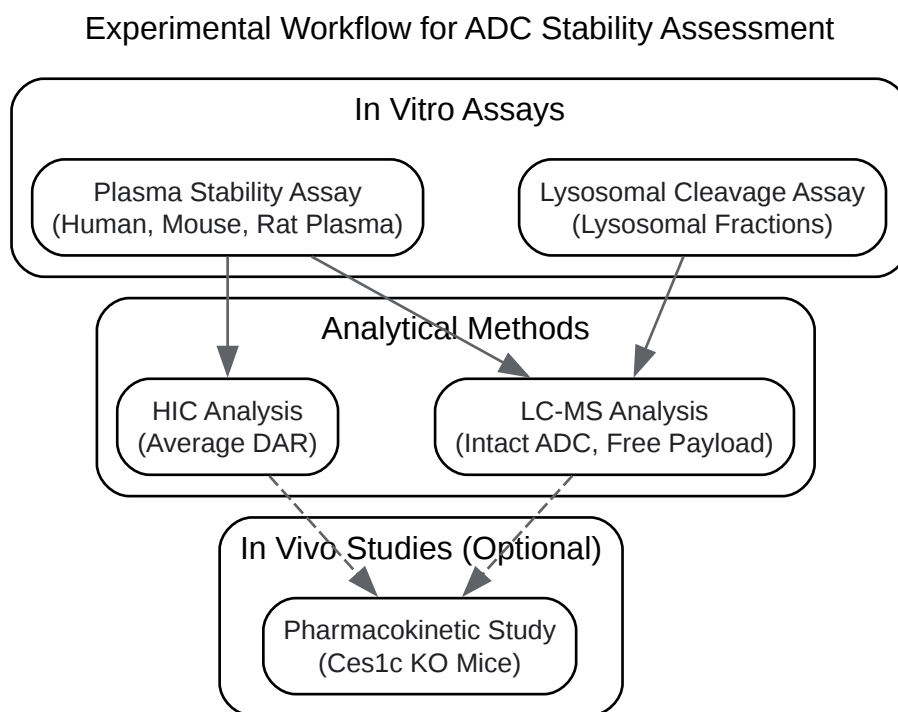 Experimental Workflow for ADC Stability Assessment
In Vitro Assays
Plasma Stability Assay
(Human, Mouse, Rat Plasma)
Lysosomal Cleavage Assay
(Lysosomal Fractions)
Analytical Methods
HIC Analysis
(Average DAR)
LC-MS Analysis
(Intact ADC, Free Payload)
In Vivo Studies (Optional)
Pharmacokinetic Study
(Ces1c KO Mice)